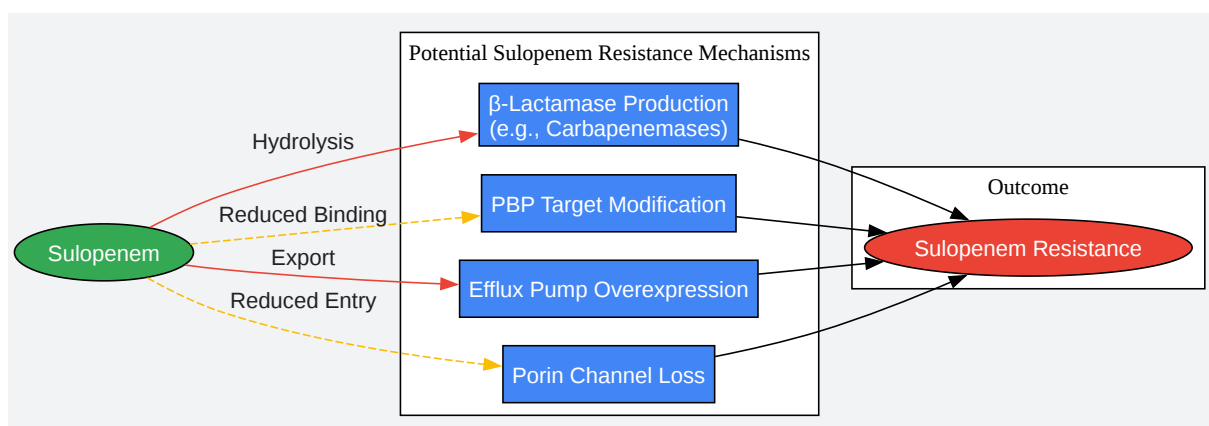 Potential Sulopenem Resistance Mechanisms
β-Lactamase Production
(e.g., Carbapenemases)
Hydrolysis
Outcome
PBP Target Modification
Reduced Binding
Sulopenem
Sulopenem Resistance
Export
Efflux Pump Overexpression
Reduced Entry
Porin Channel Loss